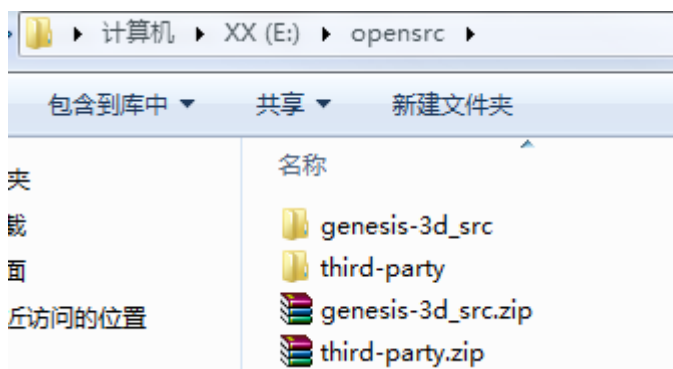 计算机 XX (E:) opensrc
包含到库中 共享 新建文件夹
名称
夹
载
面
近访问的位置
genesis-3d_src
third-party
genesis-3d_src.zip
third-party.zip